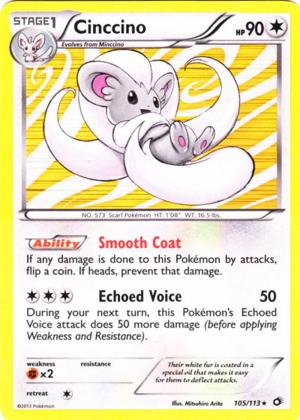 STAGE1 Cinccino HP 90
Evolves from Minccino
NO. 573 Scarf Pokémon HT: 1'08" WT: 16.5 lbs.
Ability Smooth Coat
If any damage is done to this Pokémon by attacks,
flip a coin. If heads, prevent that damage.
Echoed Voice 50
During your next turn, this Pokémon's Echoed
Voice attack does 50 more damage (before applying
Weakness and Resistance).
weakness resistance
×2
retreat
Their white fur is coated in a
special oil that makes it easy for
them to deflect attacks.
Illus. Mitsuhiro Arita 105/113 ★
©2013 Pokémon